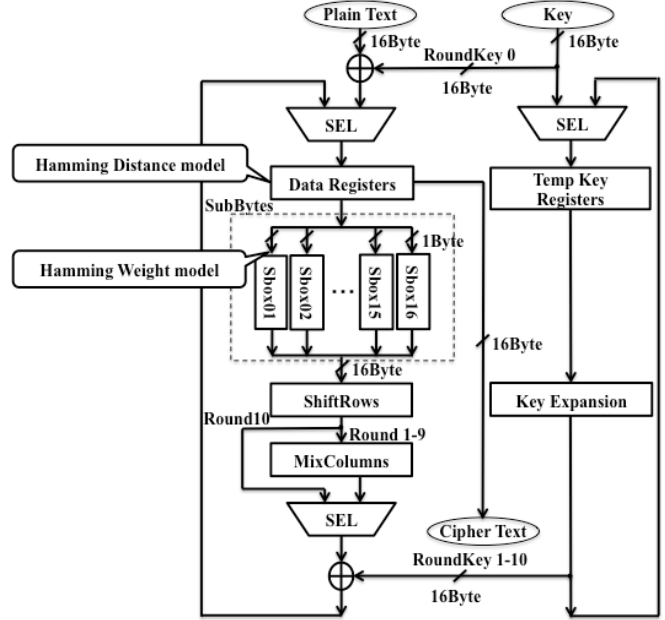 Plain Text
Key
16Byte
16Byte
RoundKey 0
16Byte
SEL
SEL
Hamming Distance model
Data Registers
Temp Key
Registers
SubBytes
1Byte
Hamming Weight model
Sbox01
Sbox02
...
Sbox15
Sbox16
16Byte
16Byte
ShiftRows
Key Expansion
Round10
Round 1-9
MixColumns
SEL
Cipher Text
RoundKey 1-10
16Byte